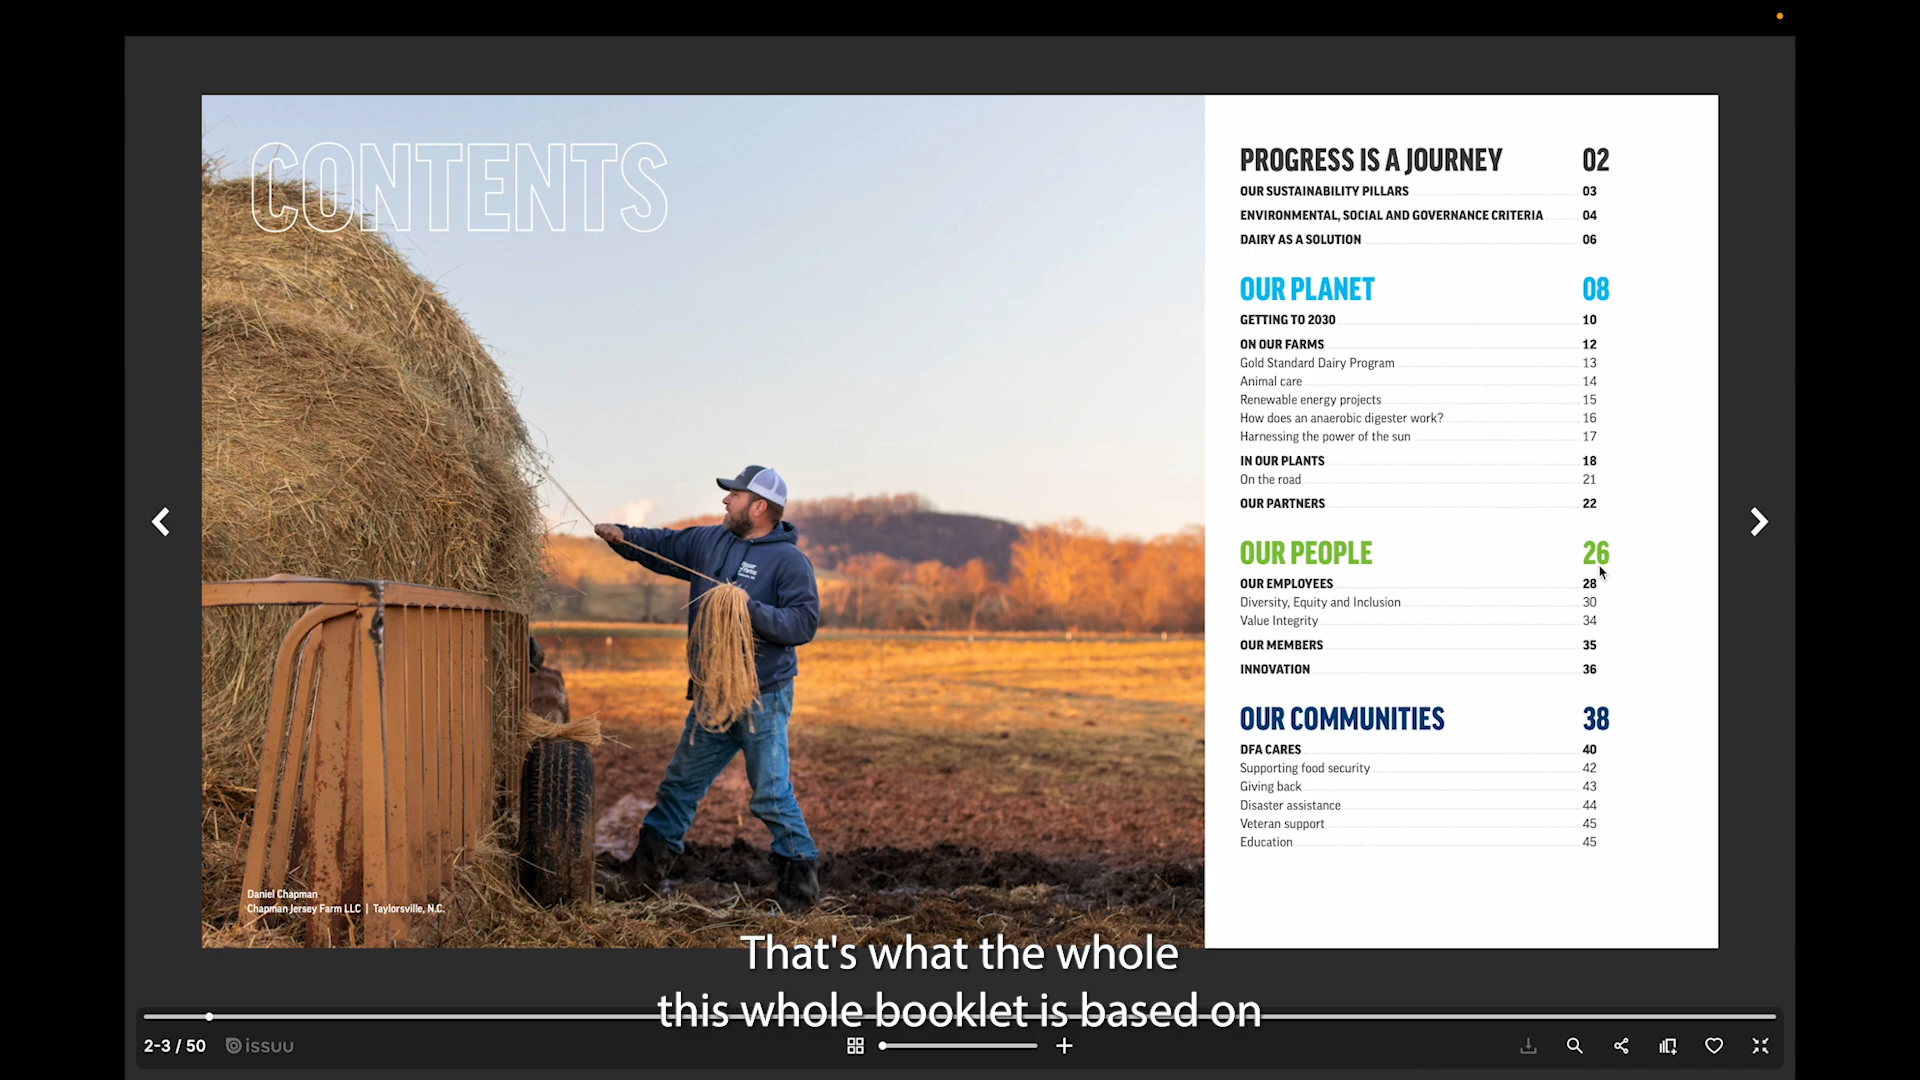 CONTENTS
PROGRESS IS A JOURNEY 02
OUR SUSTAINABILITY PILLARS 03
ENVIRONMENTAL, SOCIAL AND GOVERNANCE CRITERIA 04
DAIRY AS A SOLUTION 06
OUR PLANET 08
GETTING TO 2030 10
ON OUR FARMS 12
Gold Standard Dairy Program 13
Animal care 14
Renewable energy projects 15
How does an anaerobic digester work? 16
Harnessing the power of the sun 17
IN OUR PLANTS 18
On the road 21
OUR PARTNERS 22
OUR PEOPLE 26
OUR EMPLOYEES 28
Diversity, Equity and Inclusion 30
Value Integrity 34
OUR MEMBERS 35
INNOVATION 36
OUR COMMUNITIES 38
DFA CARES 40
Supporting food security 42
Giving back 43
Disaster assistance 44
Veteran support 45
Education 45
Daniel Chapman
Chapman Jersey Farm LLC | Taylorsville, N.C.
That's what the whole
this whole booklet is based on
2-3 / 50 issuu